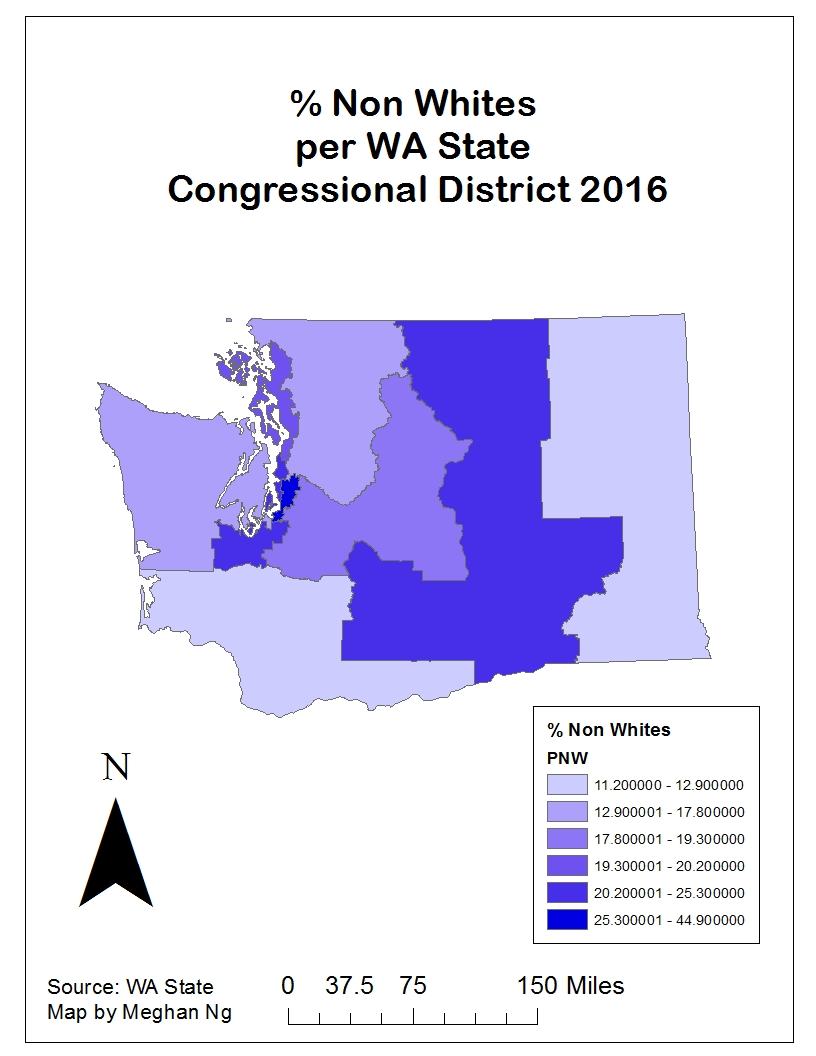 % Non Whites
per WA State
Congressional District 2016
% Non Whites
PNW
11.200000 - 12.900000
12.900001 - 17.800000
17.800001 - 19.300000
19.300001 - 20.200000
20.200001 - 25.300000
25.300001 - 44.900000
N
Source: WA State
Map by Meghan Ng
0 37.5 75 150 Miles